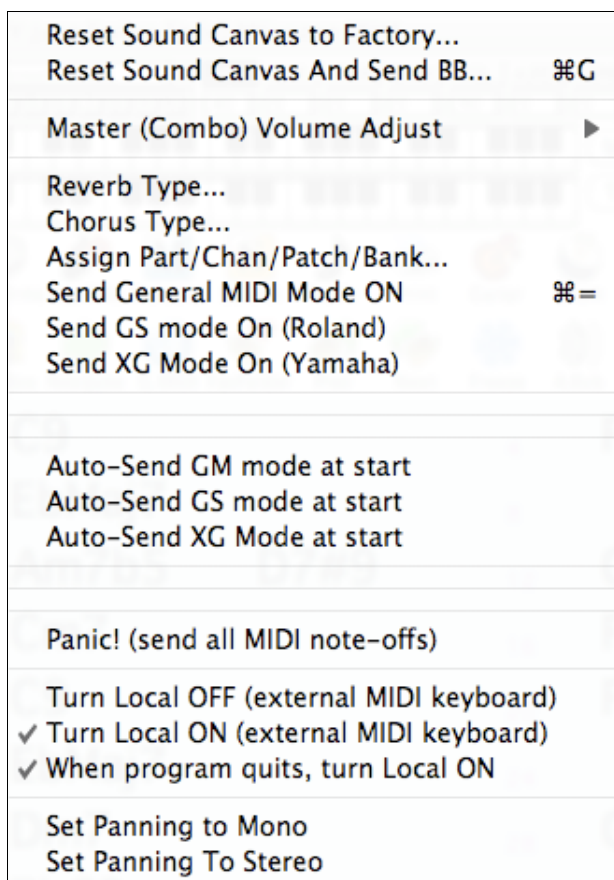 Reset Sound Canvas to Factory...
Reset Sound Canvas And Send BB... ⌘G
Master (Combo) Volume Adjust ▶
Reverb Type...
Chorus Type...
Assign Part/Chan/Patch/Bank...
Send General MIDI Mode ON ⌘=
Send GS mode On (Roland)
Send XG Mode On (Yamaha)
C9
Auto-Send GM mode at start
Auto-Send GS mode at start
Auto-Send XG Mode at start
Am7b5 D7#9
Panic! (send all MIDI note-offs)
Turn Local OFF (external MIDI keyboard)
✓ Turn Local ON (external MIDI keyboard)
✓ When program quits, turn Local ON
Set Panning to Mono
Set Panning To Stereo